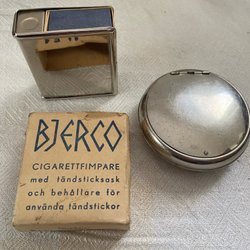 BJERCO
CIGARETTFIMPARE
med tändsticksask
och behållare för
använda tändstickor